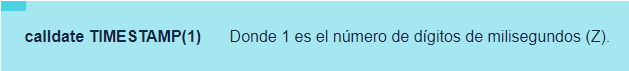 calldate TIMESTAMP(1) Donde 1 es el número de dígitos de milisegundos (Z).